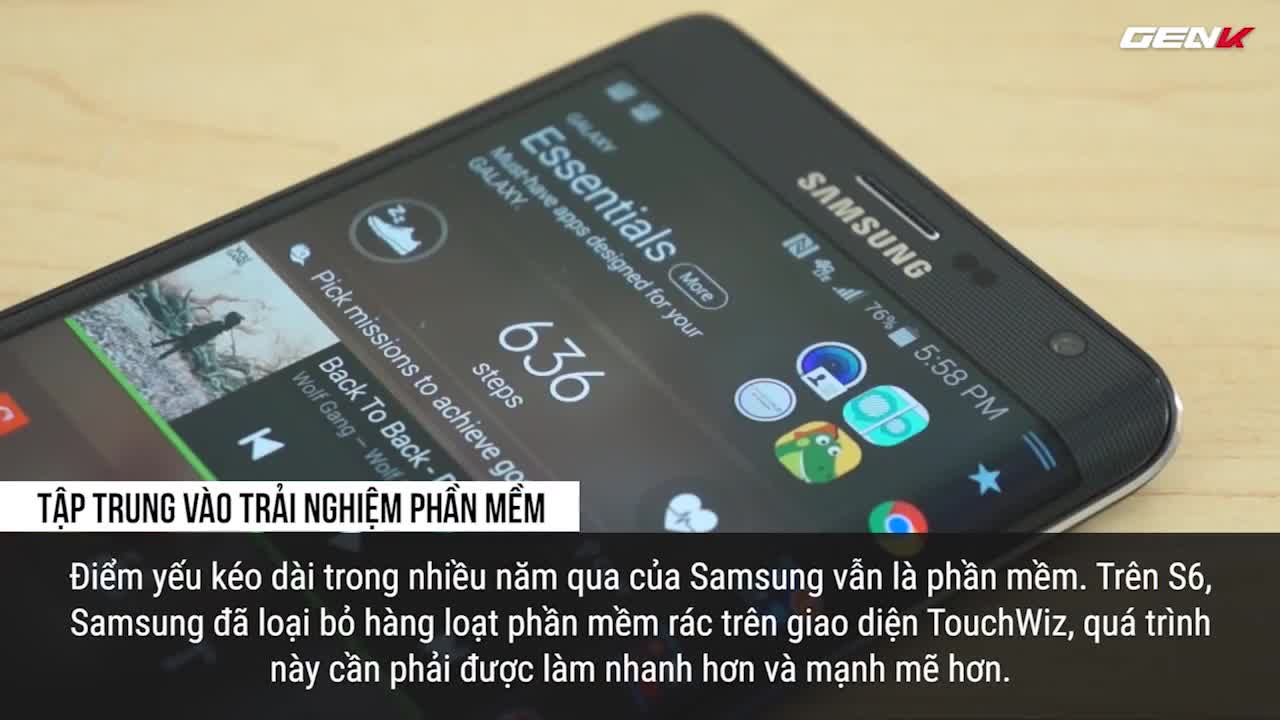 GENK
SAMSUNG
76%
5:58 PM
GALAXY
Essentials
More
Must-have apps designed for your
GALAXY.
636
steps
Pick missions to achieve
Back To Back -
Wolf Gang –
TẬP TRUNG VÀO TRẢI NGHIỆM PHẦN MỀM
Điểm yếu kéo dài trong nhiều năm qua của Samsung vẫn là phần mềm. Trên S6,
Samsung đã loại bỏ hàng loạt phần mềm rác trên giao diện TouchWiz, quá trình
này cần phải được làm nhanh hơn và mạnh mẽ hơn.